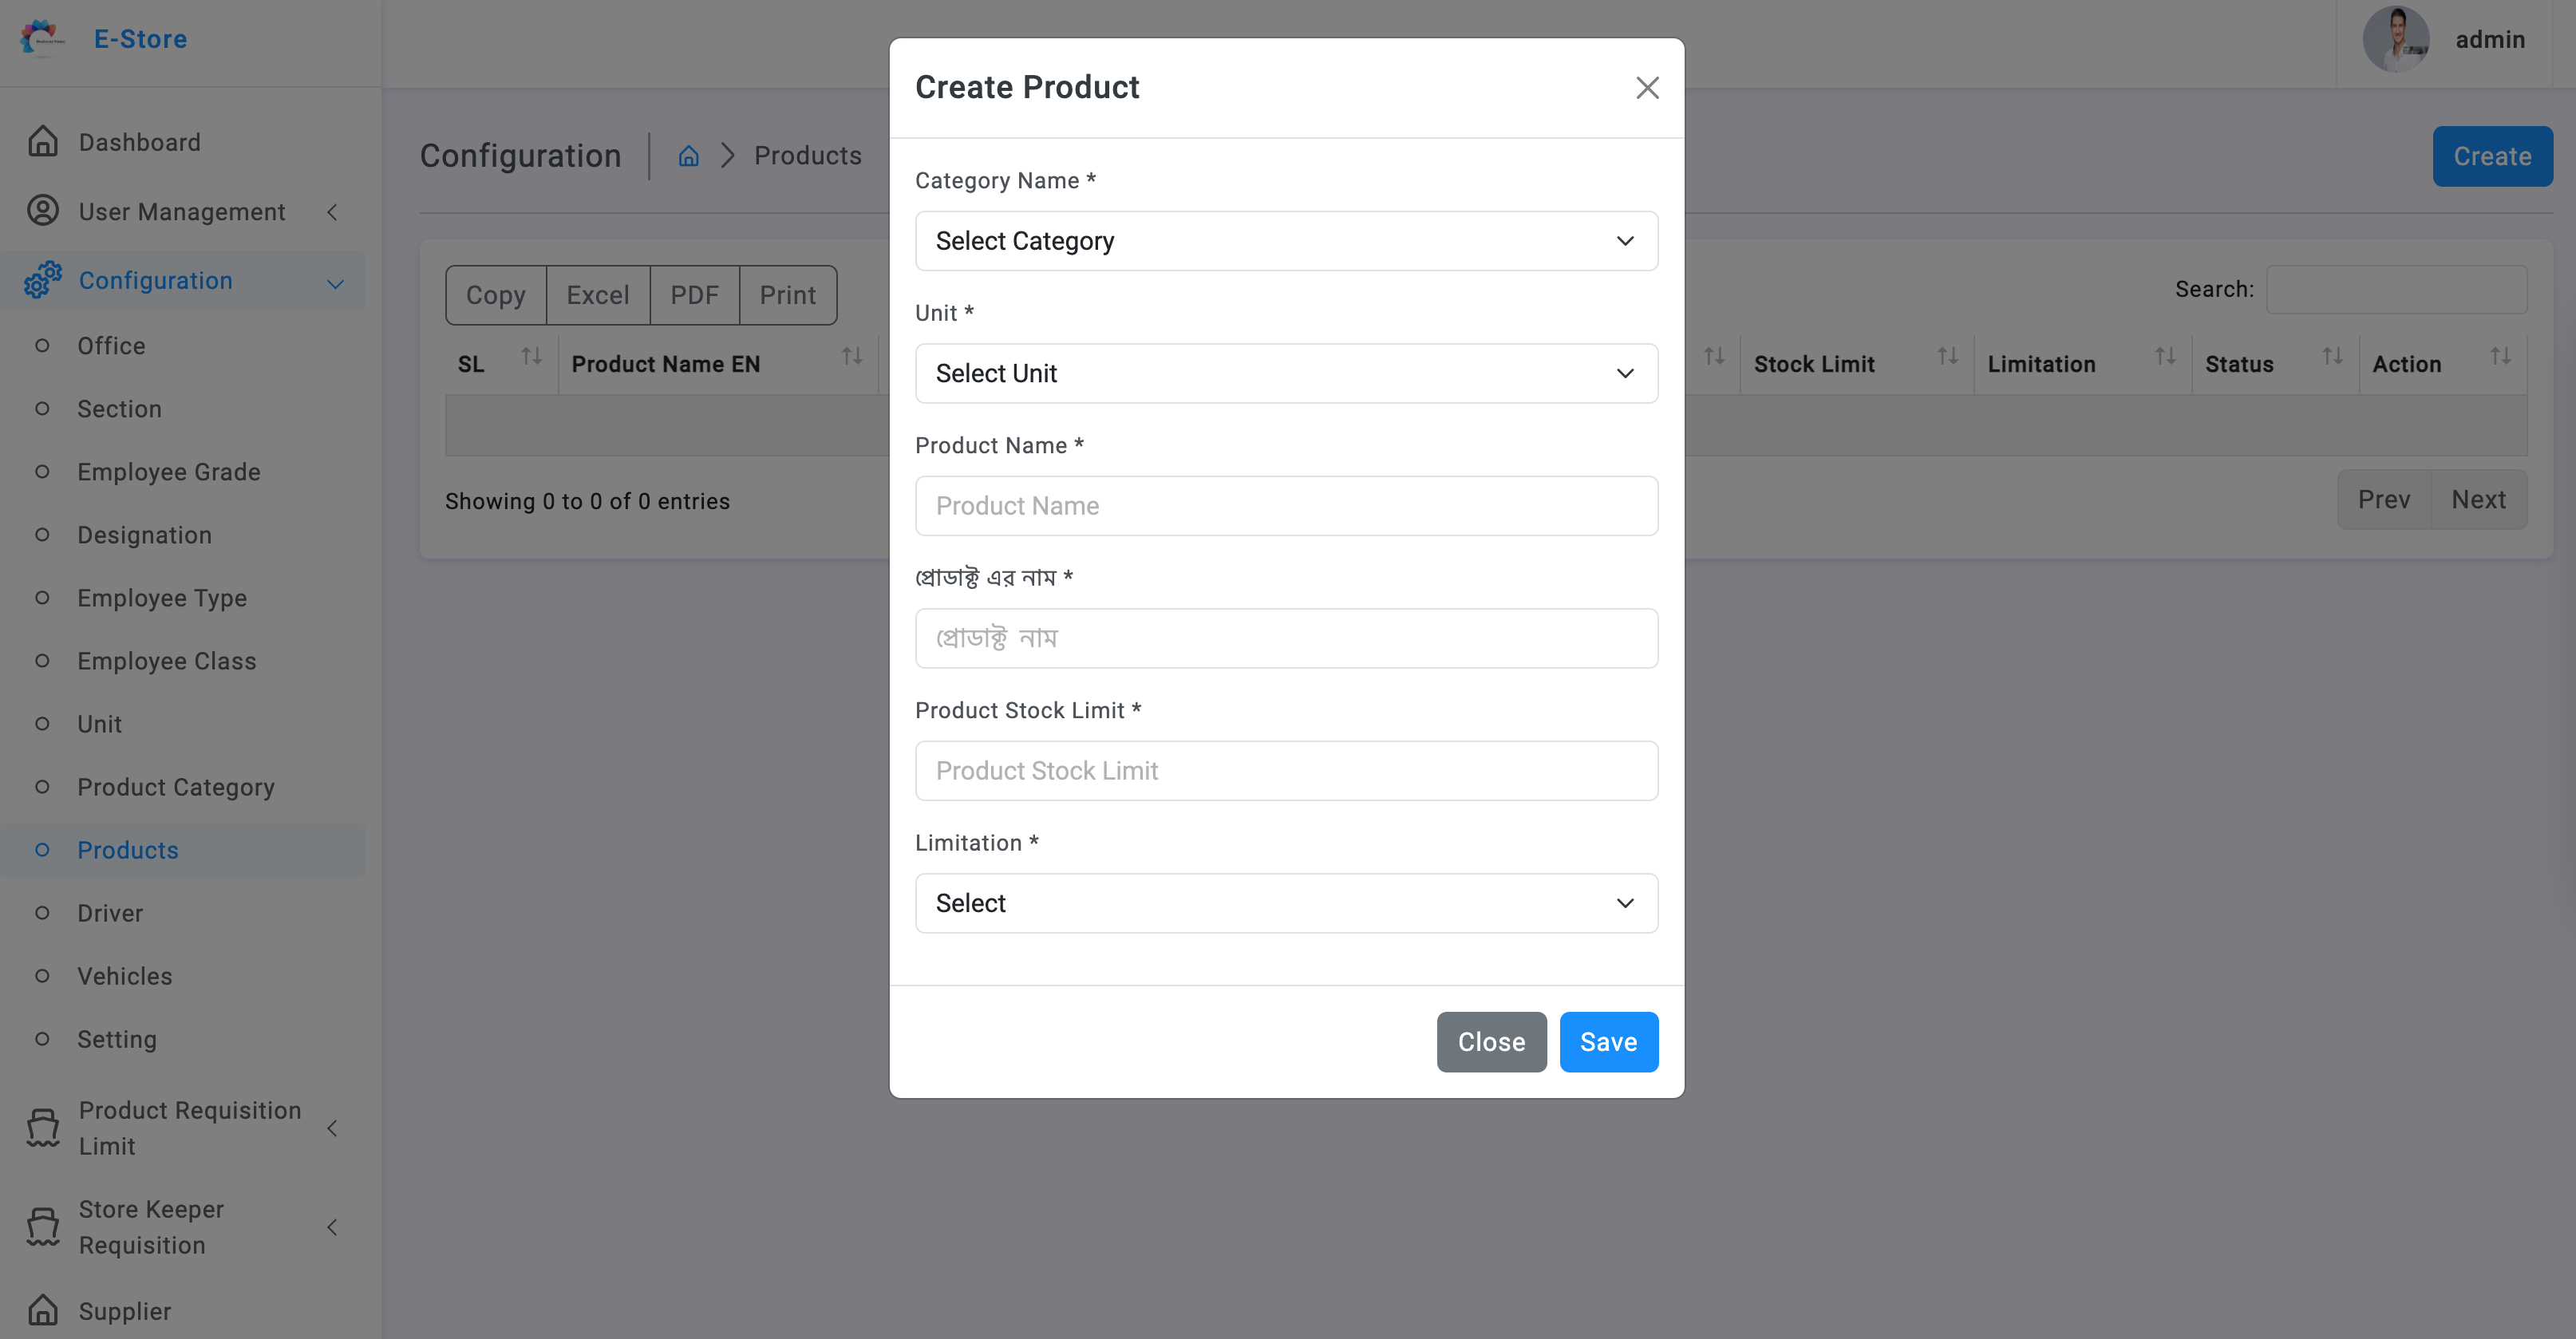 E-Store
admin
Dashboard
User Management
Configuration
Office
Section
Employee Grade
Designation
Employee Type
Employee Class
Unit
Product Category
Products
Driver
Vehicles
Setting
Product Requisition
Limit
Store Keeper
Requisition
Supplier
Configuration
Products
Create
Copy Excel PDF Print
Search:
SL Product Name EN Stock Limit Limitation Status Action
Showing 0 to 0 of 0 entries
Prev Next
Create Product
Category Name *
Select Category
Unit *
Select Unit
Product Name *
Product Name
প্রোডাক্ট এর নাম *
প্রোডাক্ট নাম
Product Stock Limit *
Product Stock Limit
Limitation *
Select
Close Save